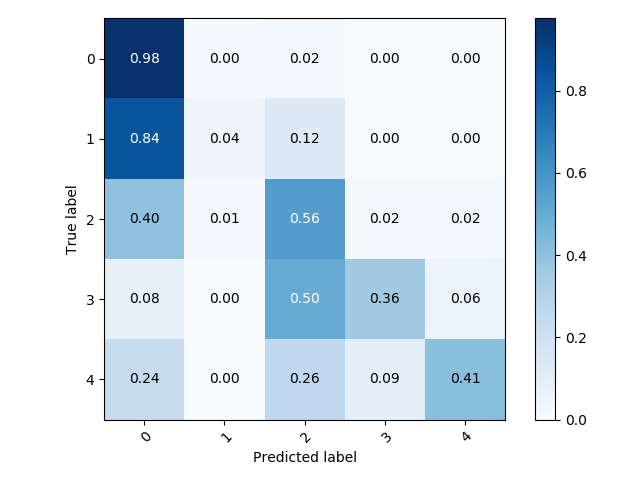 0 0.98 0.00 0.02 0.00 0.00
1 0.84 0.04 0.12 0.00 0.00
2 0.40 0.01 0.56 0.02 0.02
3 0.08 0.00 0.50 0.36 0.06
4 0.24 0.00 0.26 0.09 0.41
0 1 2 3 4
True label
Predicted label
0.8
0.6
0.4
0.2
0.0